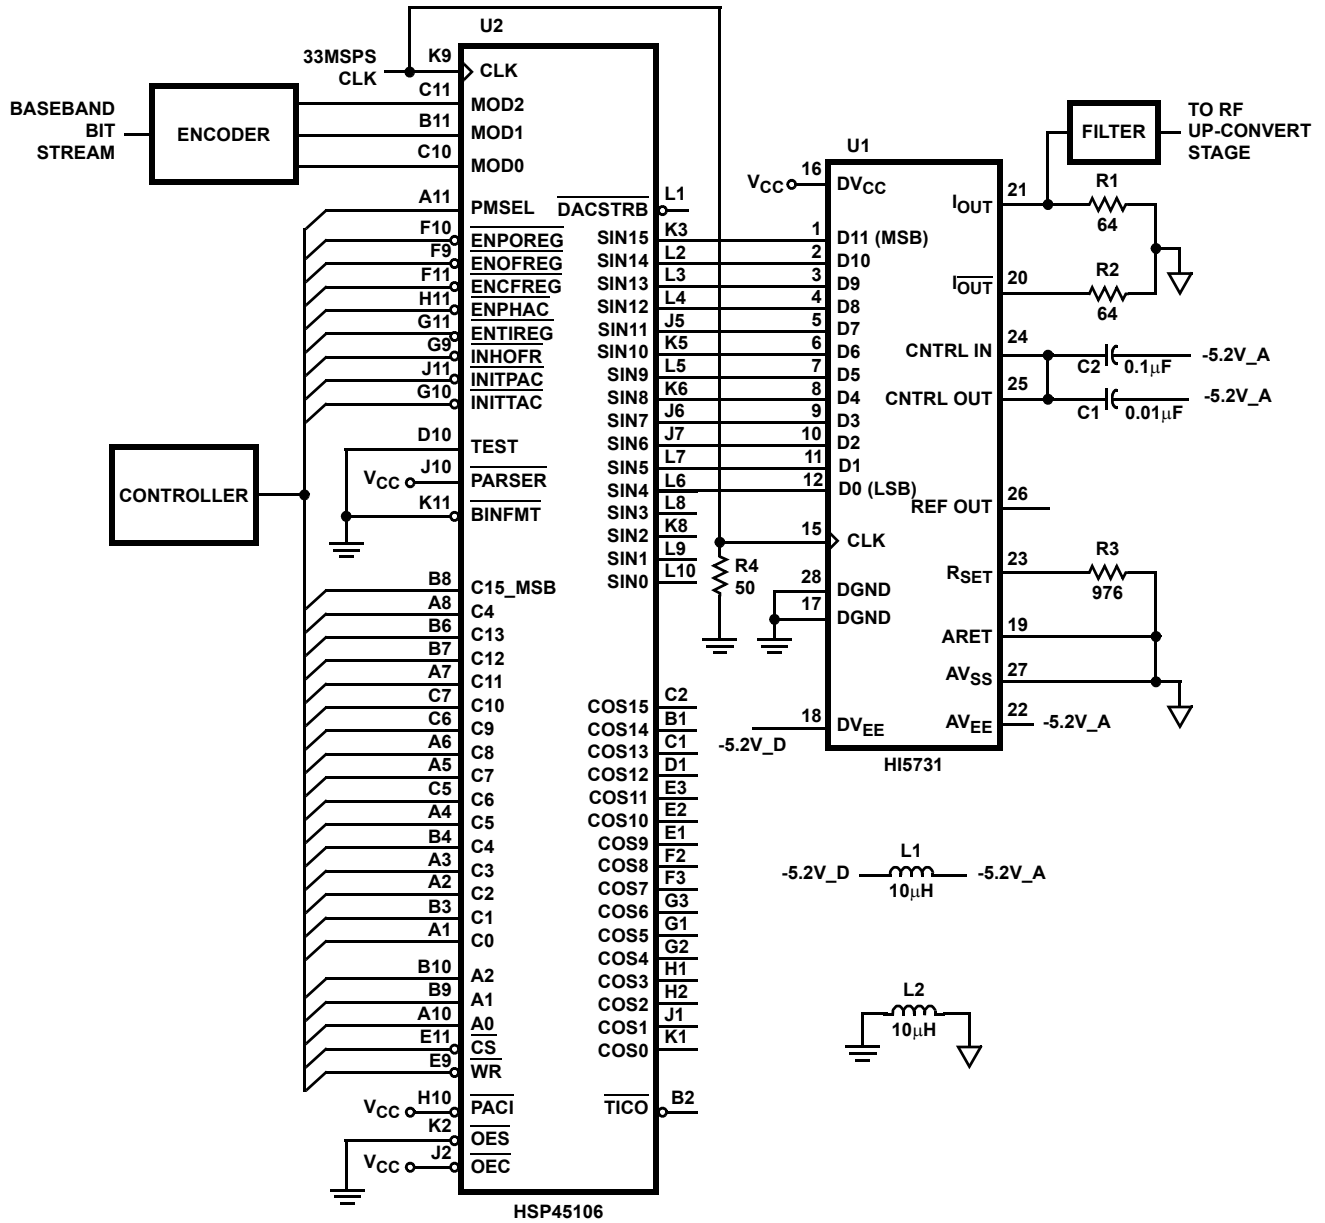 U2
33MSPS
CLK
BASEBAND
BIT
STREAM
ENCODER
K9 CLK
C11 MOD2
B11 MOD1
C10 MOD0
A11 PMSEL
F10 ENPOREG
F9 ENOFREG
F11 ENCFREG
H11 ENPHAC
G11 ENTIREG
G9 INHOFR
J11 INITPAC
G10 INITTAC
D10 TEST
VCC J10 PARSER
K11 BINFMT
CONTROLLER
B8 C15_MSB
A8 C4
B6 C13
B7 C12
A7 C11
C7 C10
C6 C9
A6 C8
A5 C7
C5 C6
A4 C5
B4 C4
A3 C3
A2 C2
B3 C1
A1 C0
B10 A2
B9 A1
A10 A0
E11 CS
E9 WR
VCC H10 PACI
K2 OES
VCC J2 OEC
HSP45106
DACSTRB L1
SIN15 K3
SIN14 L2
SIN13 L3
SIN12 L4
SIN11 J5
SIN10 K5
SIN9 L5
SIN8 K6
SIN7 J6
SIN6 J7
SIN5 L7
SIN4 L6
SIN3 L8
SIN2 K8
SIN1 L9
SIN0 L10
COS15 C2
COS14 B1
COS13 C1
COS12 D1
COS11 E3
COS10 E2
COS9 E1
COS8 F2
COS7 F3
COS6 G3
COS5 G1
COS4 G2
COS3 H1
COS2 H2
COS1 J1
COS0 K1
TICO B2
R4
50
U1
VCC 16 DVCC
1 D11 (MSB)
2 D10
3 D9
4 D8
5 D7
6 D6
7 D5
8 D4
9 D3
10 D2
11 D1
12 D0 (LSB)
15 CLK
28 DGND
17 DGND
18 DVEE
-5.2V_D
HI5731
FILTER
TO RF
UP-CONVERT
STAGE
IOUT 21
R1
64
IOUT 20
R2
64
CNTRL IN 24
C2 0.1μF -5.2V_A
CNTRL OUT 25
C1 0.01μF -5.2V_A
REF OUT 26
RSET 23
R3
976
ARET 19
AVSS 27
AVEE 22 -5.2V_A
L1
-5.2V_D -5.2V_A
10μH
L2
10μH